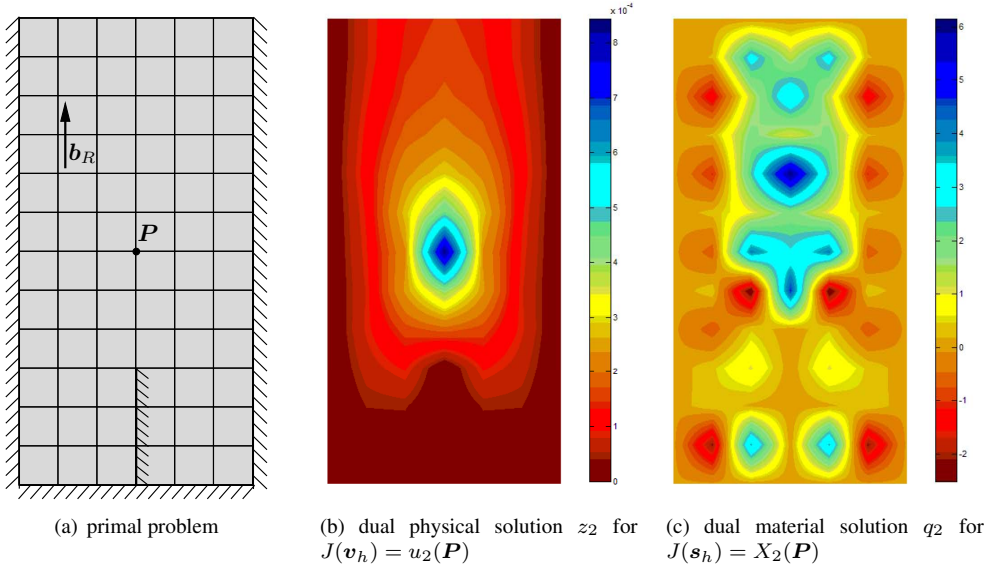 b_R
P
x 10^-4
8
7
6
5
4
3
2
1
0
6
5
4
3
2
1
0
-1
-2
(a) primal problem
(b) dual physical solution z_2 for
J(v_h) = u_2(P)
(c) dual material solution q_2 for
J(s_h) = X_2(P)